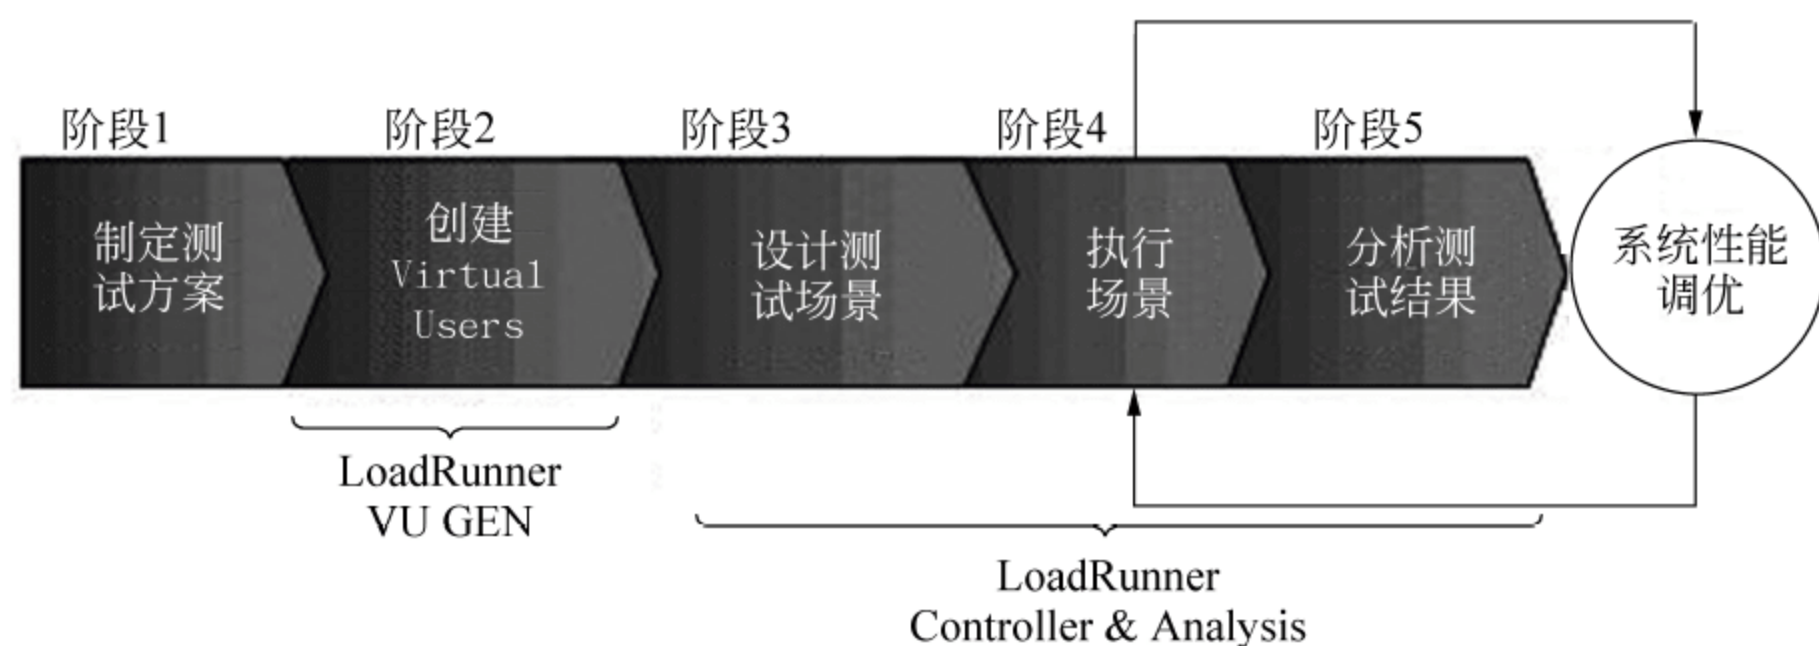 阶段1
阶段2
阶段3
阶段4
阶段5
制定测
试方案
创建
Virtual
Users
设计测
试场景
执行
场景
分析测
试结果
系统性能
调优
LoadRunner
VU GEN
LoadRunner
Controller & Analysis